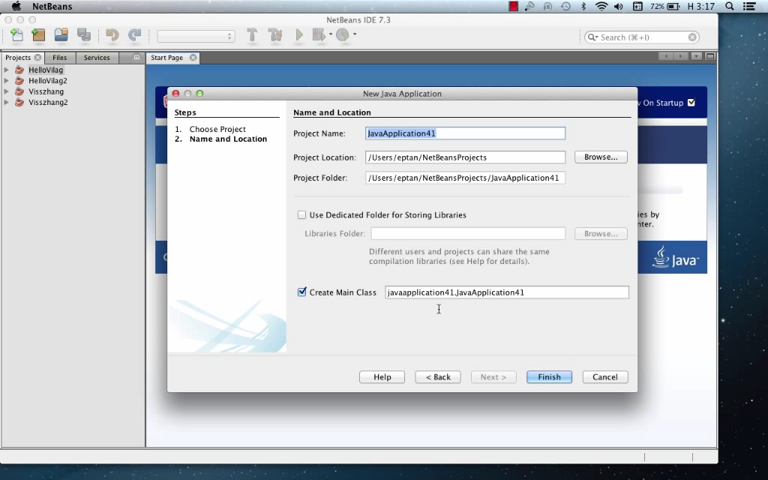 NetBeans
72%
H 3:17
NetBeans IDE 7.3
Search (⌘+I)
Projects
Files
Services
Start Page
HelloVilag
HelloVilag2
Visszhang
Visszhang2
New Java Application
Steps
1. Choose Project
2. Name and Location
Name and Location
Project Name: JavaApplication41
Project Location: /Users/eptan/NetBeansProjects
Browse...
Project Folder: /Users/eptan/NetBeansProjects/JavaApplication41
Use Dedicated Folder for Storing Libraries
Libraries Folder:
Browse...
Different users and projects can share the same
compilation libraries (see Help for details).
Create Main Class javaapplication41.JavaApplication41
Help
< Back
Next >
Finish
Cancel
On Startup
es by
nter.
Java